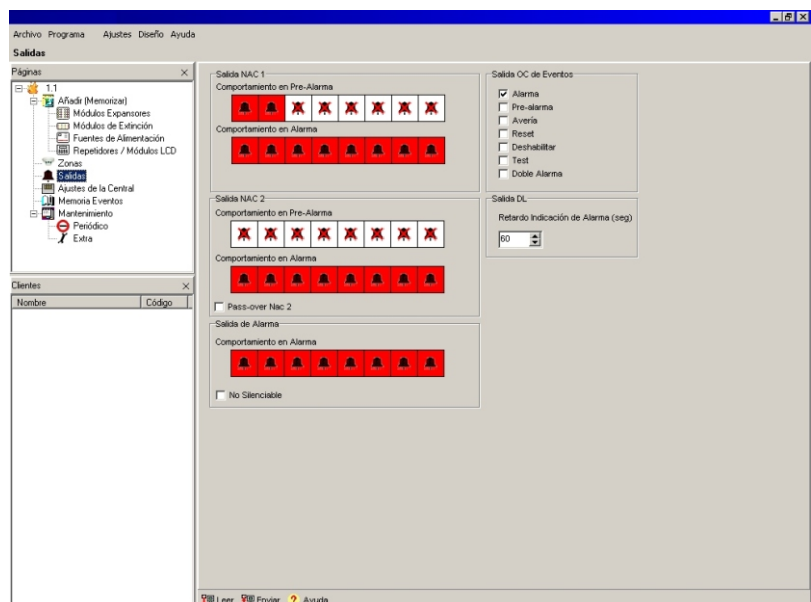 Archivo Programa Ajustes Diseño Ayuda
Salidas
Páginas
1.1
Añadir (Memorizar)
Módulos Expansores
Módulos de Extinción
Fuentes de Alimentación
Repetidores / Módulos LCD
Zonas
Salidas
Ajustes de la Central
Memoria Eventos
Mantenimiento
Periódico
Extra
Clientes
Nombre Código
Salida NAC 1
Comportamiento en Pre-Alarma
Comportamiento en Alarma
Salida NAC 2
Comportamiento en Pre-Alarma
Comportamiento en Alarma
Pass-over Nac 2
Salida de Alarma
Comportamiento en Alarma
No Silenciable
Salida OC de Eventos
Alarma
Pre-alarma
Avería
Reset
Deshabilitar
Test
Doble Alarma
Salida DL
Retardo Indicación de Alarma (seg)
60
Leer Enviar Ayuda